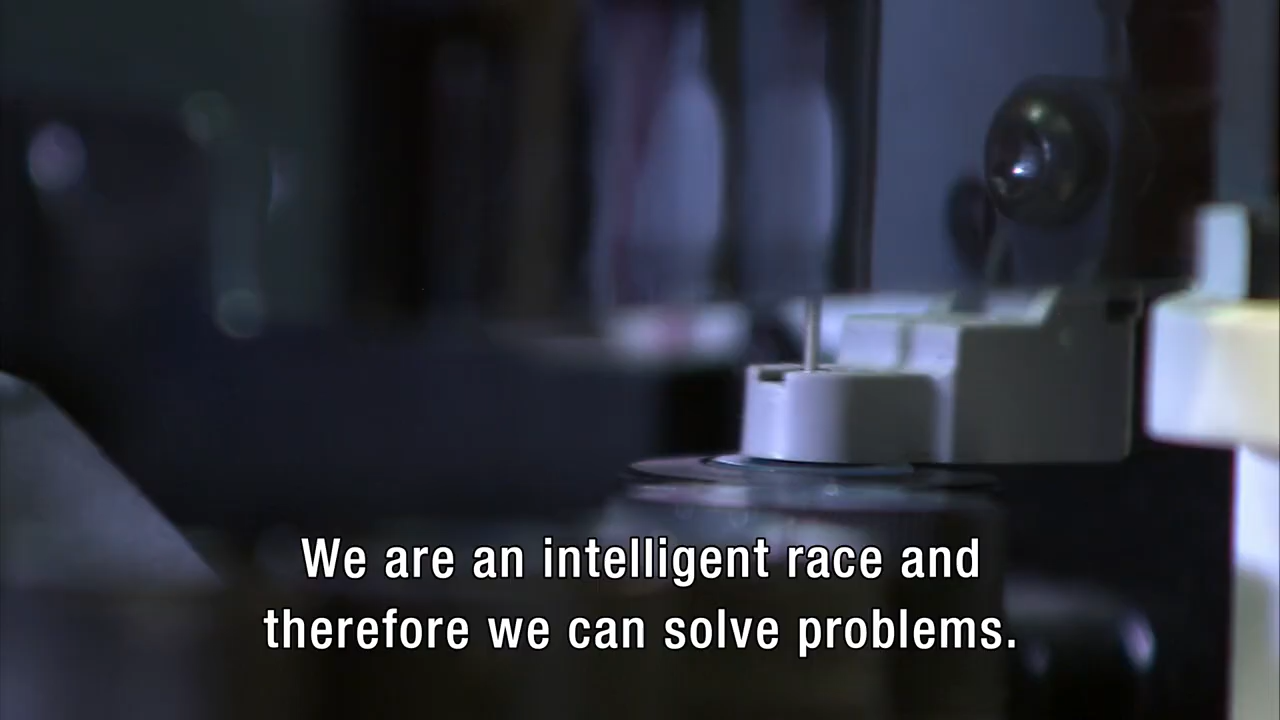 We are an intelligent race and
therefore we can solve problems.